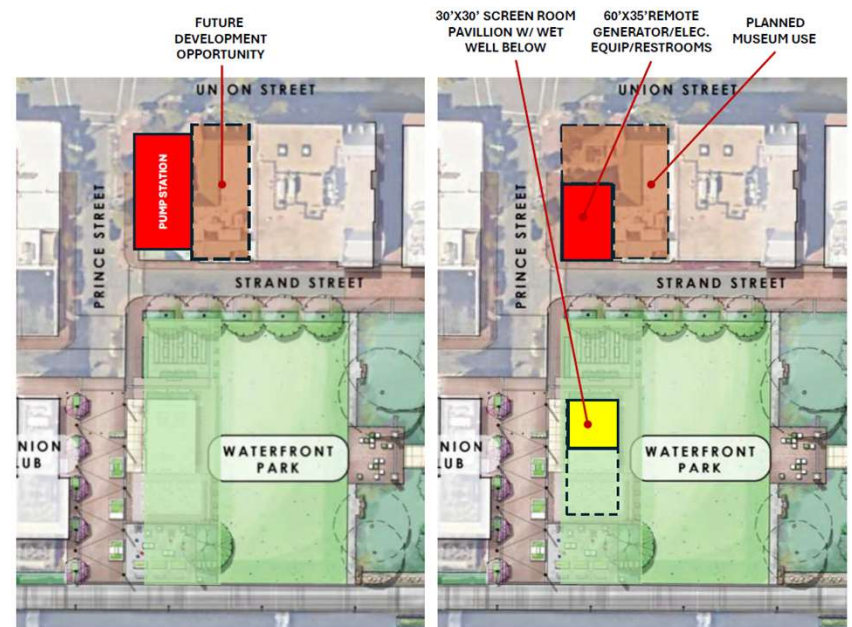 FUTURE
DEVELOPMENT
OPPORTUNITY
30'X30' SCREEN ROOM
PAVILLION W/ WET
WELL BELOW
60'X35'REMOTE
GENERATOR/ELEC.
EQUIP/RESTROOMS
PLANNED
MUSEUM USE
UNION STREET
PUMP STATION
PRINCE STREET
STRAND STREET
NION
LUB
WATERFRONT
PARK
UNION STREET
PRINCE STREET
STRAND STREET
NION
LUB
WATERFRONT
PARK